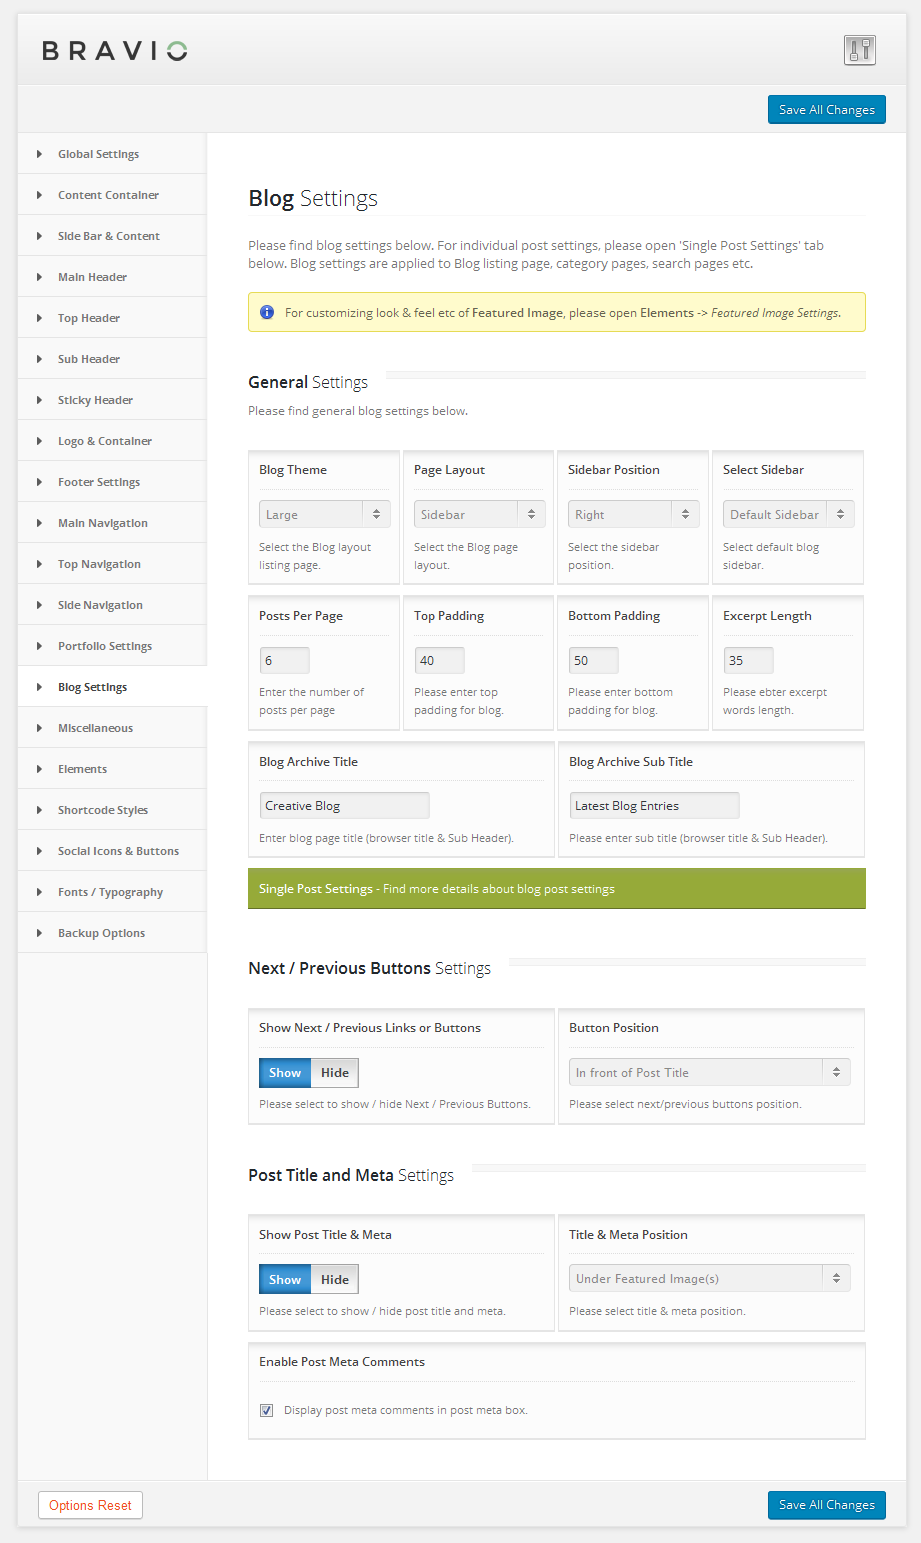 BRAVIO
Save All Changes
Global Settings
Content Container
Side Bar & Content
Main Header
Top Header
Sub Header
Sticky Header
Logo & Container
Footer Settings
Main Navigation
Top Navigation
Side Navigation
Portfolio Settings
Blog Settings
Miscellaneous
Elements
Shortcode Styles
Social Icons & Buttons
Fonts / Typography
Backup Options
Blog Settings
Please find blog settings below. For individual post settings, please open 'Single Post Settings' tab
below. Blog settings are applied to Blog listing page, category pages, search pages etc.
For customizing look & feel etc of Featured Image, please open Elements -> Featured Image Settings.
General Settings
Please find general blog settings below.
Blog Theme
Large
Select the Blog layout
listing page.
Page Layout
Sidebar
Select the Blog page
layout.
Sidebar Position
Right
Select the sidebar
position.
Select Sidebar
Default Sidebar
Select default blog
sidebar.
Posts Per Page
6
Enter the number of
posts per page
Top Padding
40
Please enter top
padding for blog.
Bottom Padding
50
Please enter bottom
padding for blog.
Excerpt Length
35
Please ebter excerpt
words length.
Blog Archive Title
Creative Blog
Enter blog page title (browser title & Sub Header).
Blog Archive Sub Title
Latest Blog Entries
Please enter sub title (browser title & Sub Header).
Single Post Settings - Find more details about blog post settings
Next / Previous Buttons Settings
Show Next / Previous Links or Buttons
Show Hide
Please select to show / hide Next / Previous Buttons.
Button Position
In front of Post Title
Please select next/previous buttons position.
Post Title and Meta Settings
Show Post Title & Meta
Show Hide
Please select to show / hide post title and meta.
Title & Meta Position
Under Featured Image(s)
Please select title & meta position.
Enable Post Meta Comments
Display post meta comments in post meta box.
Options Reset
Save All Changes